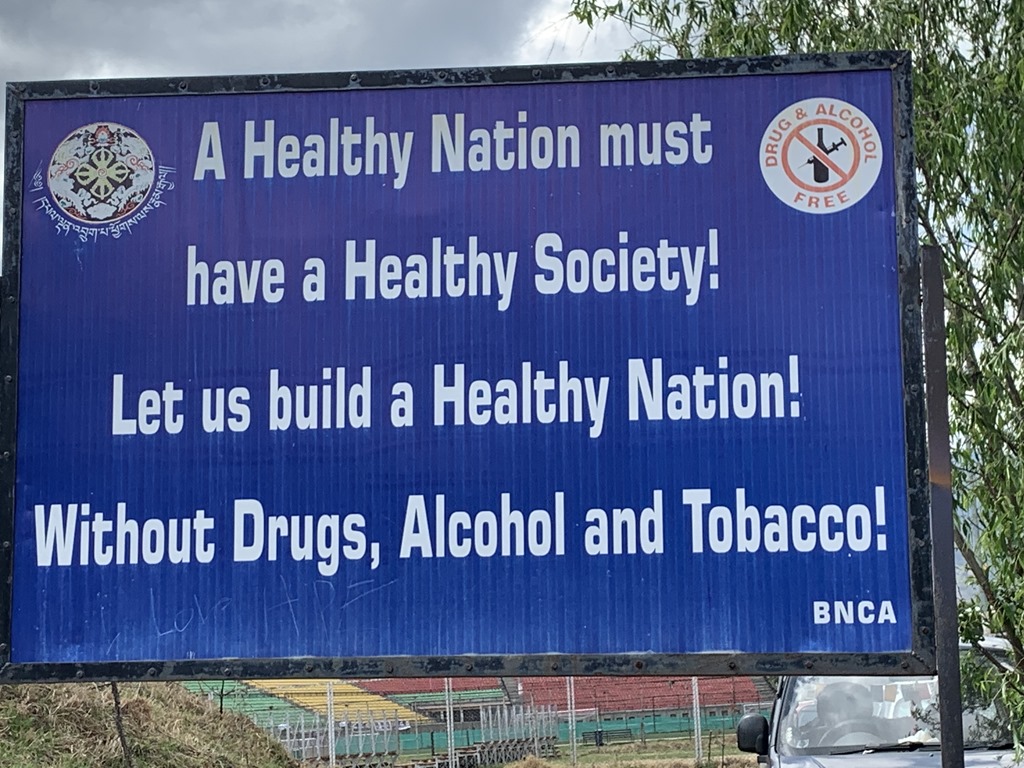 A Healthy Nation must
DRUG & ALCOHOL
FREE
have a Healthy Society!
Let us build a Healthy Nation!
Without Drugs, Alcohol and Tobacco!
Love
BNCA